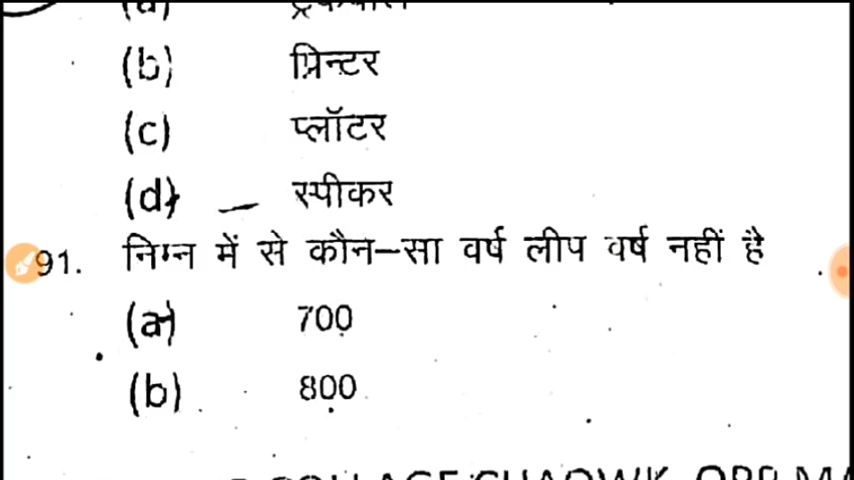 (b) प्रिन्टर
(c) प्लॉटर
(d) – स्पीकर
91. निम्न में से कौन–सा वर्ष लीप वर्ष नहीं है
(a) 700
(b) 800